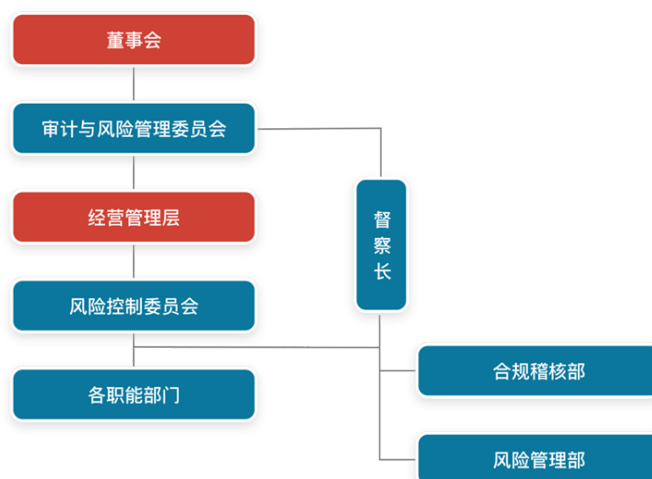 董事会
审计与风险管理委员会
经营管理层
督察长
风险控制委员会
合规稽核部
各职能部门
风险管理部